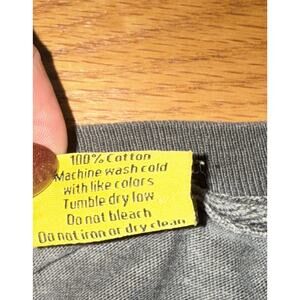 100% Cotton
Machine wash cold
with like colors
Tumble dry low
Do not bleach
Do not iron or dry clean